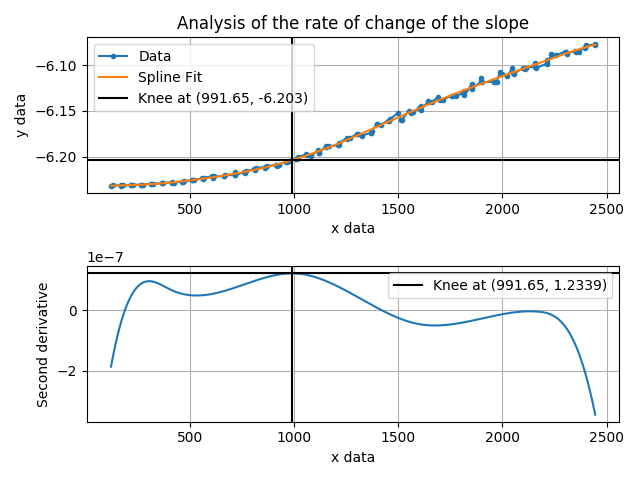 Analysis of the rate of change of the slope
Data
Spline Fit
Knee at (991.65, -6.203)
y data
−6.10
−6.15
−6.20
500
1000
1500
2000
2500
x data
1e−7
Knee at (991.65, 1.2339)
Second derivative
0
−2
500
1000
1500
2000
2500
x data